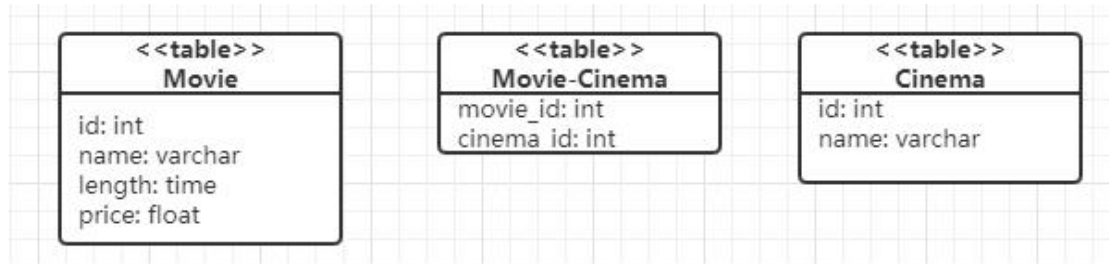 <<table>>
Movie
id: int
name: varchar
length: time
price: float
<<table>>
Movie-Cinema
movie_id: int
cinema_id: int
<<table>>
Cinema
id: int
name: varchar